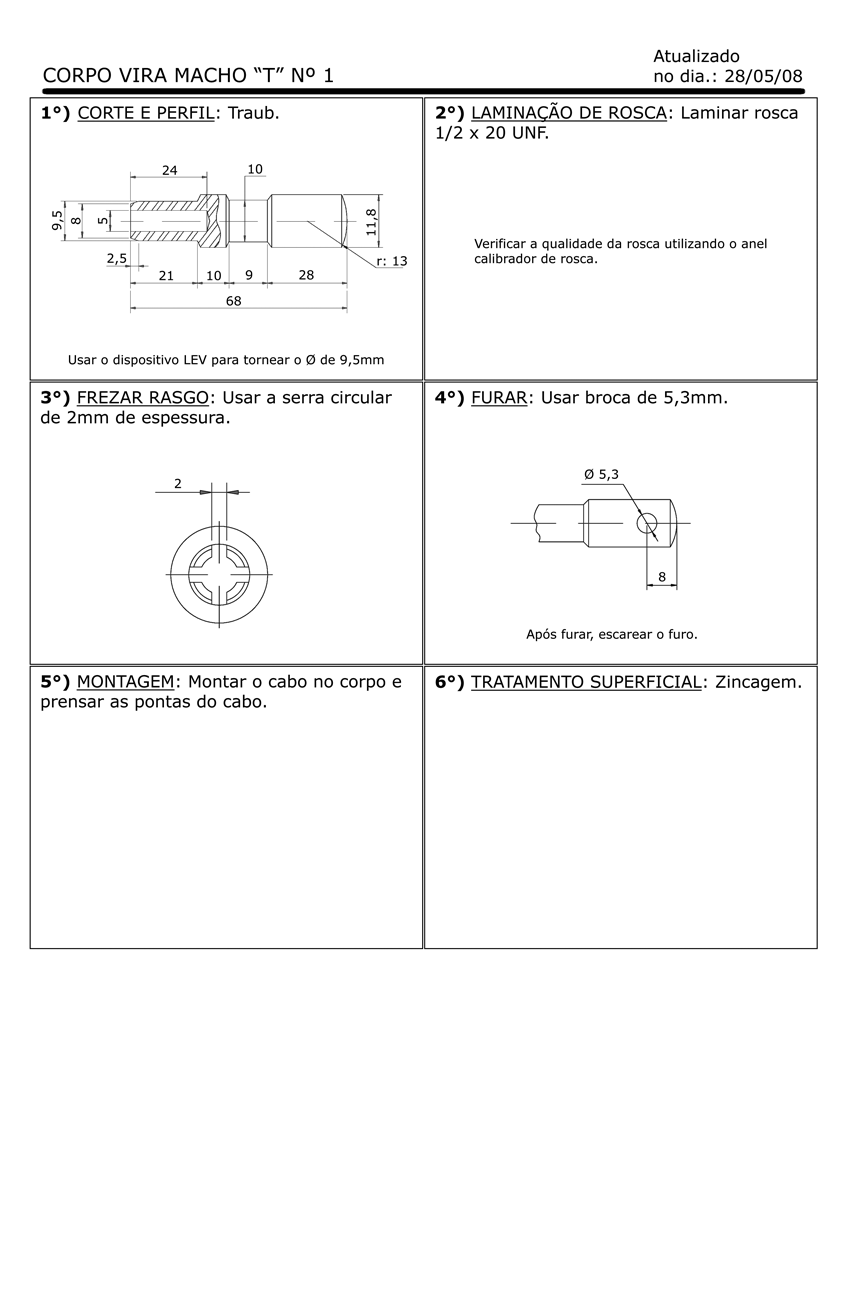 CORPO VIRA MACHO “T” Nº 1
Atualizado
no dia.: 28/05/08
1°) CORTE E PERFIL: Traub.
24
10
9,5
8
5
11,8
2,5
r: 13
21
10
9
28
68
Usar o dispositivo LEV para tornear o Ø de 9,5mm
2°) LAMINAÇÃO DE ROSCA: Laminar rosca
1/2 x 20 UNF.
Verificar a qualidade da rosca utilizando o anel
calibrador de rosca.
3°) FREZAR RASGO: Usar a serra circular
de 2mm de espessura.
2
4°) FURAR: Usar broca de 5,3mm.
Ø 5,3
8
Após furar, escarear o furo.
5°) MONTAGEM: Montar o cabo no corpo e
prensar as pontas do cabo.
6°) TRATAMENTO SUPERFICIAL: Zincagem.